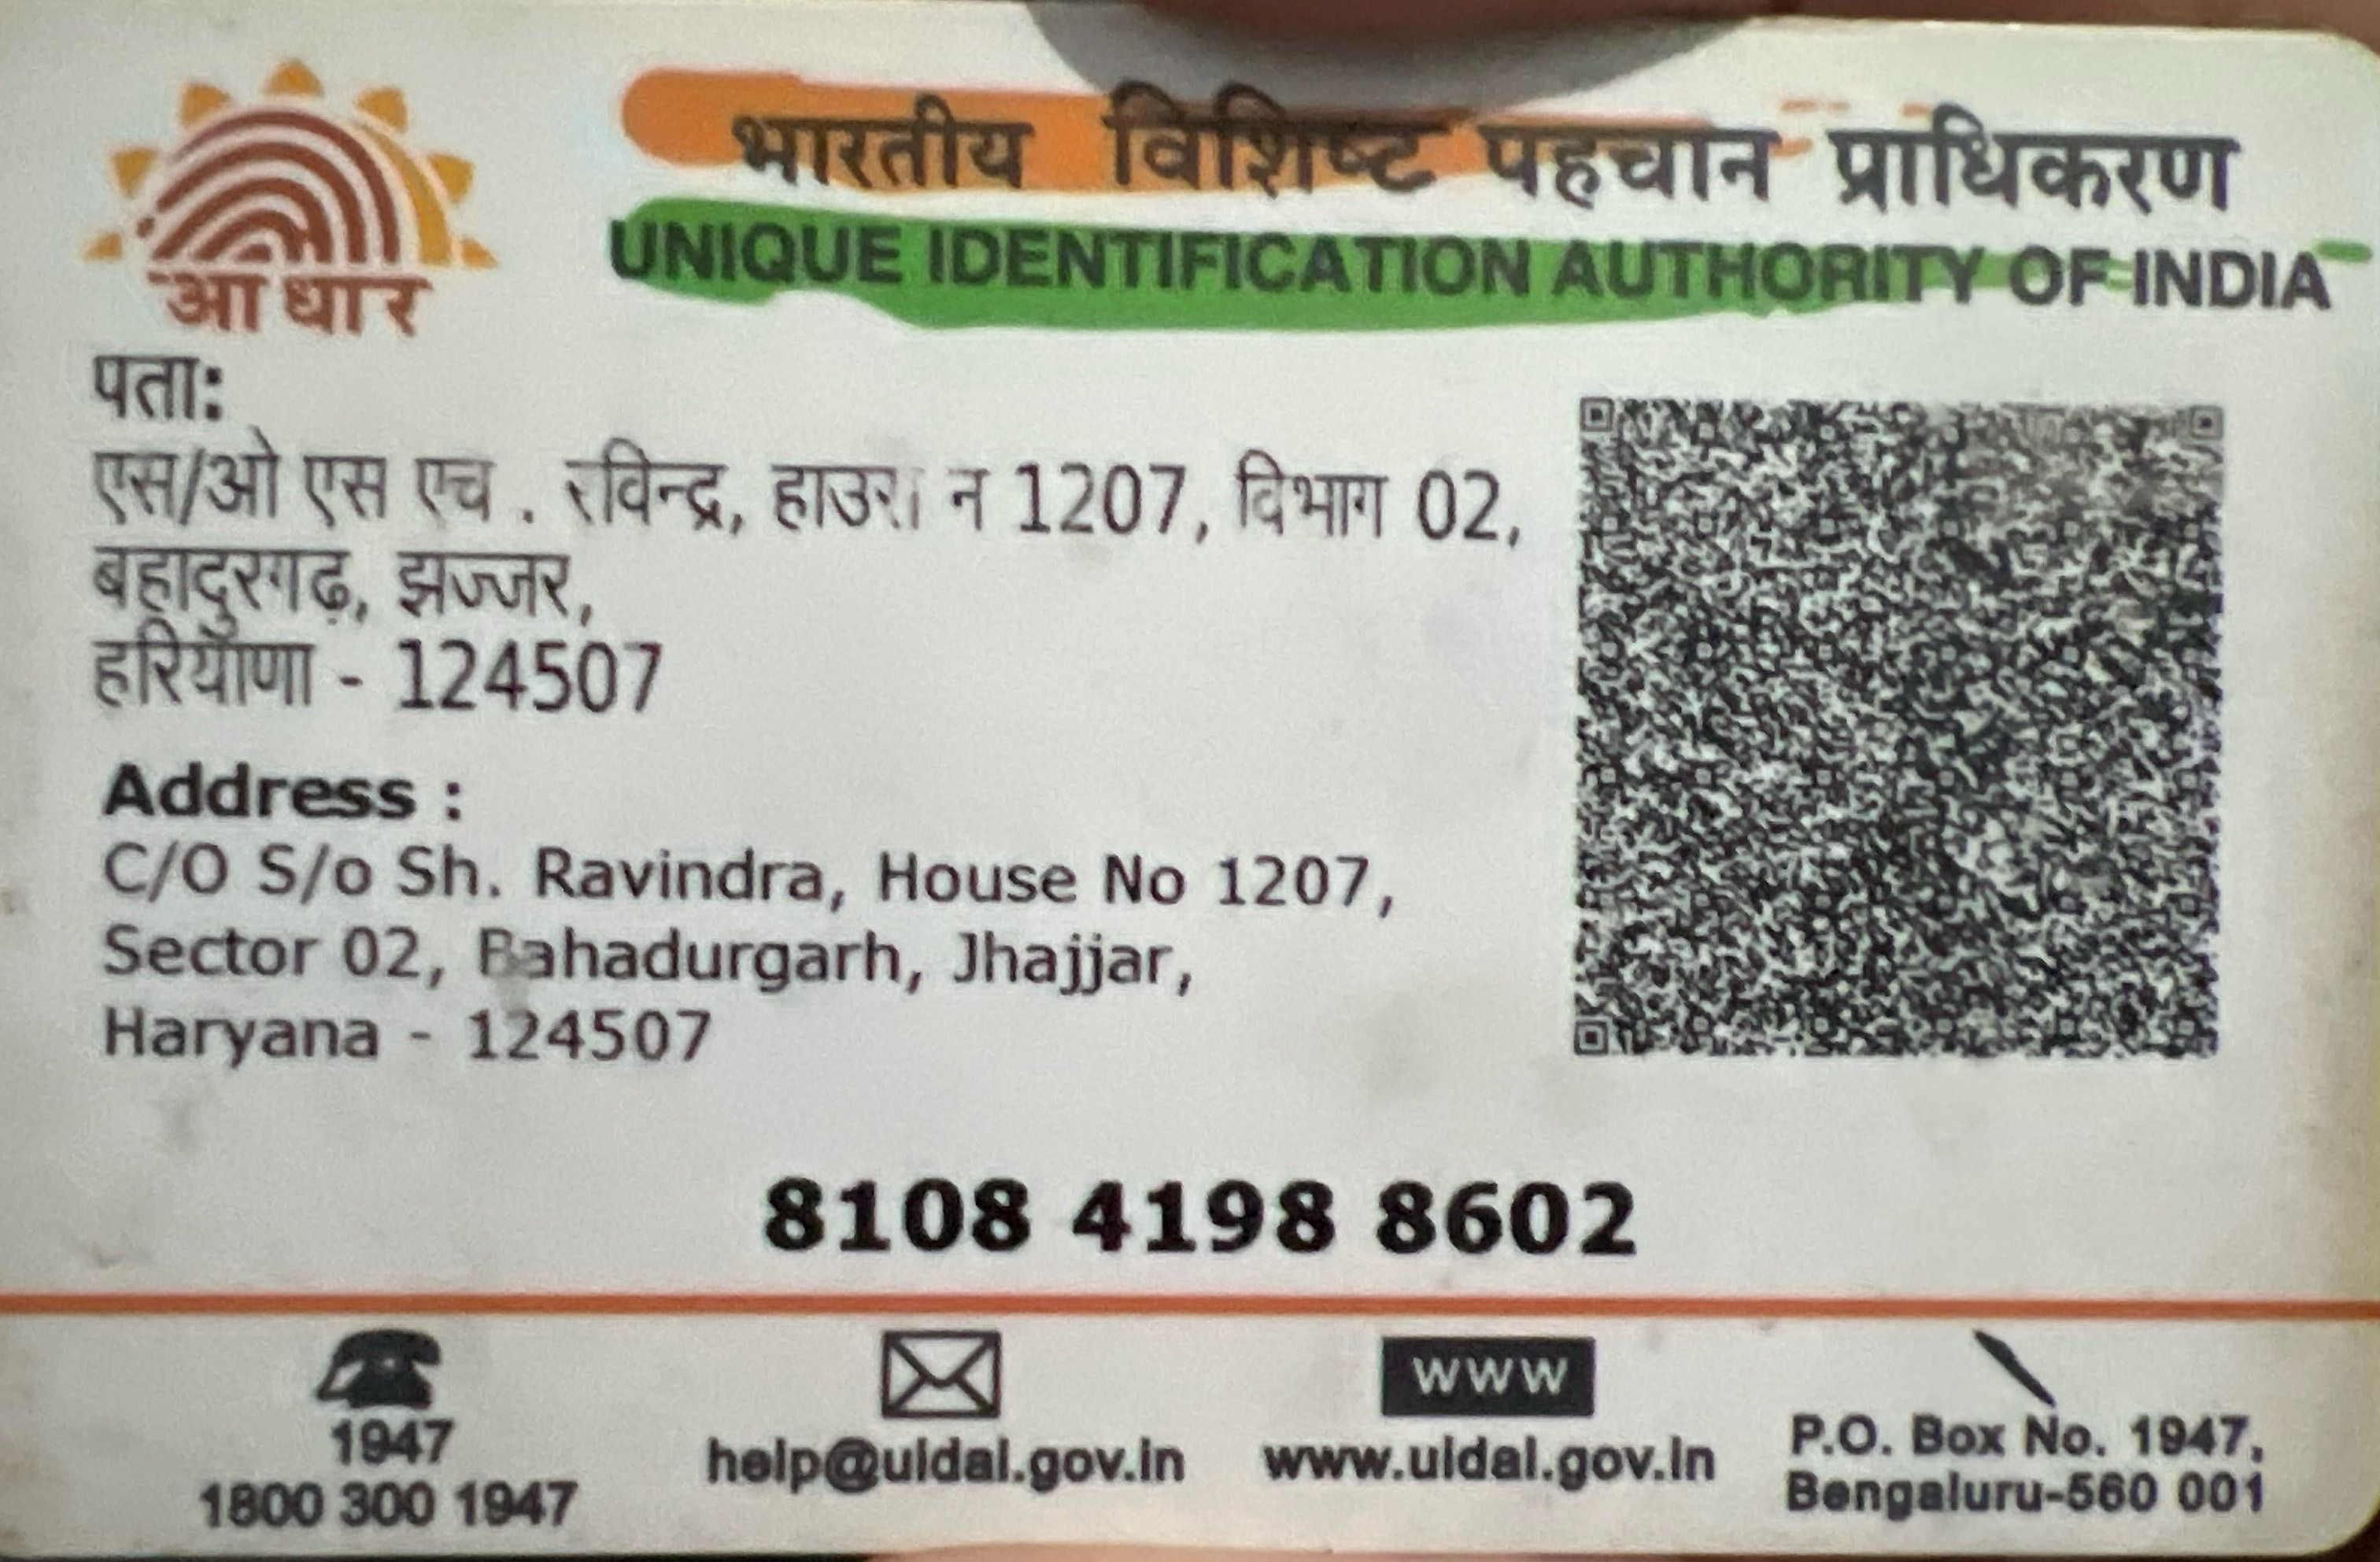 भारतीय विशिष्ट पहचान प्राधिकरण
UNIQUE IDENTIFICATION AUTHORITY OF INDIA
आधार
पता:
एस/ओ एस एच . रविन्द्र, हाउस न 1207, विभाग 02,
बहादुरगढ़, झज्जर,
हरियाणा - 124507
Address :
C/O S/o Sh. Ravindra, House No 1207,
Sector 02, Bahadurgarh, Jhajjar,
Haryana - 124507
8108 4198 8602
1947
1800 300 1947
help@uidai.gov.in
WWW
www.uidai.gov.in
P.O. Box No. 1947,
Bengaluru-560 001